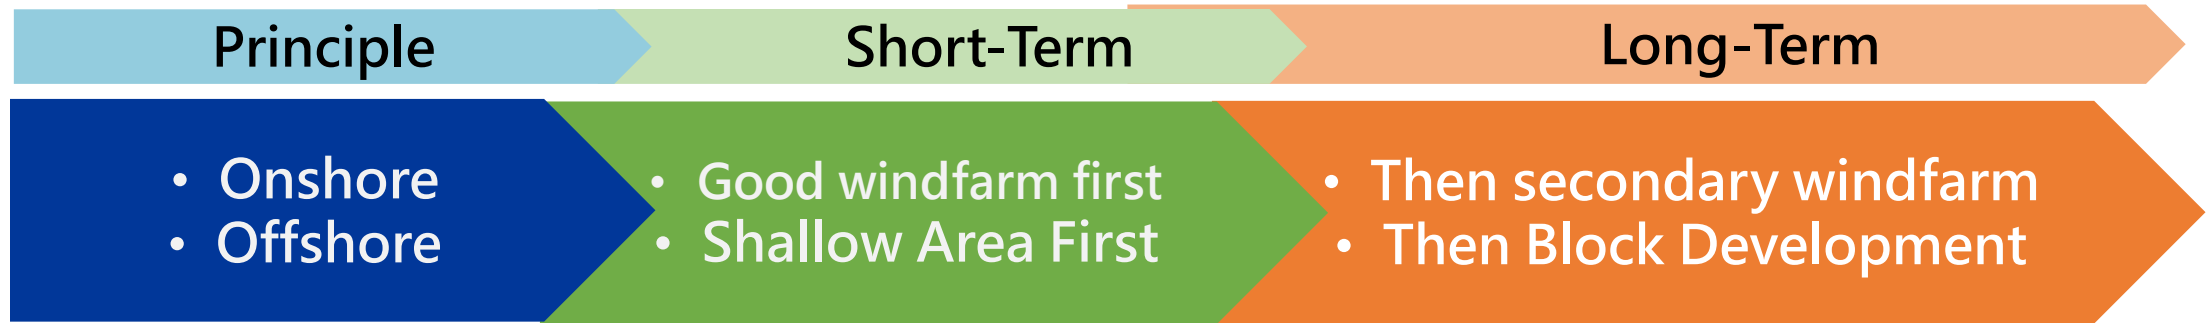 Principle
Short-Term
Long-Term
• Onshore
• Offshore
• Good windfarm first
• Shallow Area First
• Then secondary windfarm
• Then Block Development